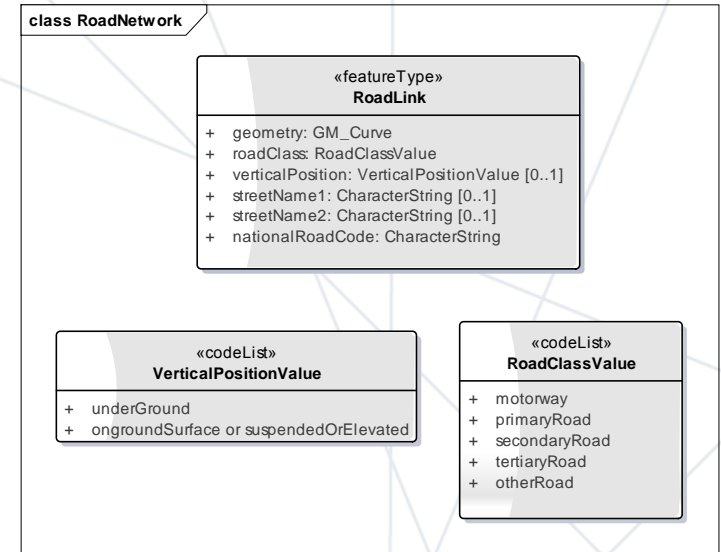 class RoadNetwork
«featureType»
RoadLink
+ geometry: GM_Curve
+ roadClass: RoadClassValue
+ verticalPosition: VerticalPositionValue [0..1]
+ streetName1: CharacterString [0..1]
+ streetName2: CharacterString [0..1]
+ nationalRoadCode: CharacterString
«codeList»
VerticalPositionValue
+ underGround
+ ongroundSurface or suspendedOrElevated
«codeList»
RoadClassValue
+ motorway
+ primaryRoad
+ secondaryRoad
+ tertiaryRoad
+ otherRoad